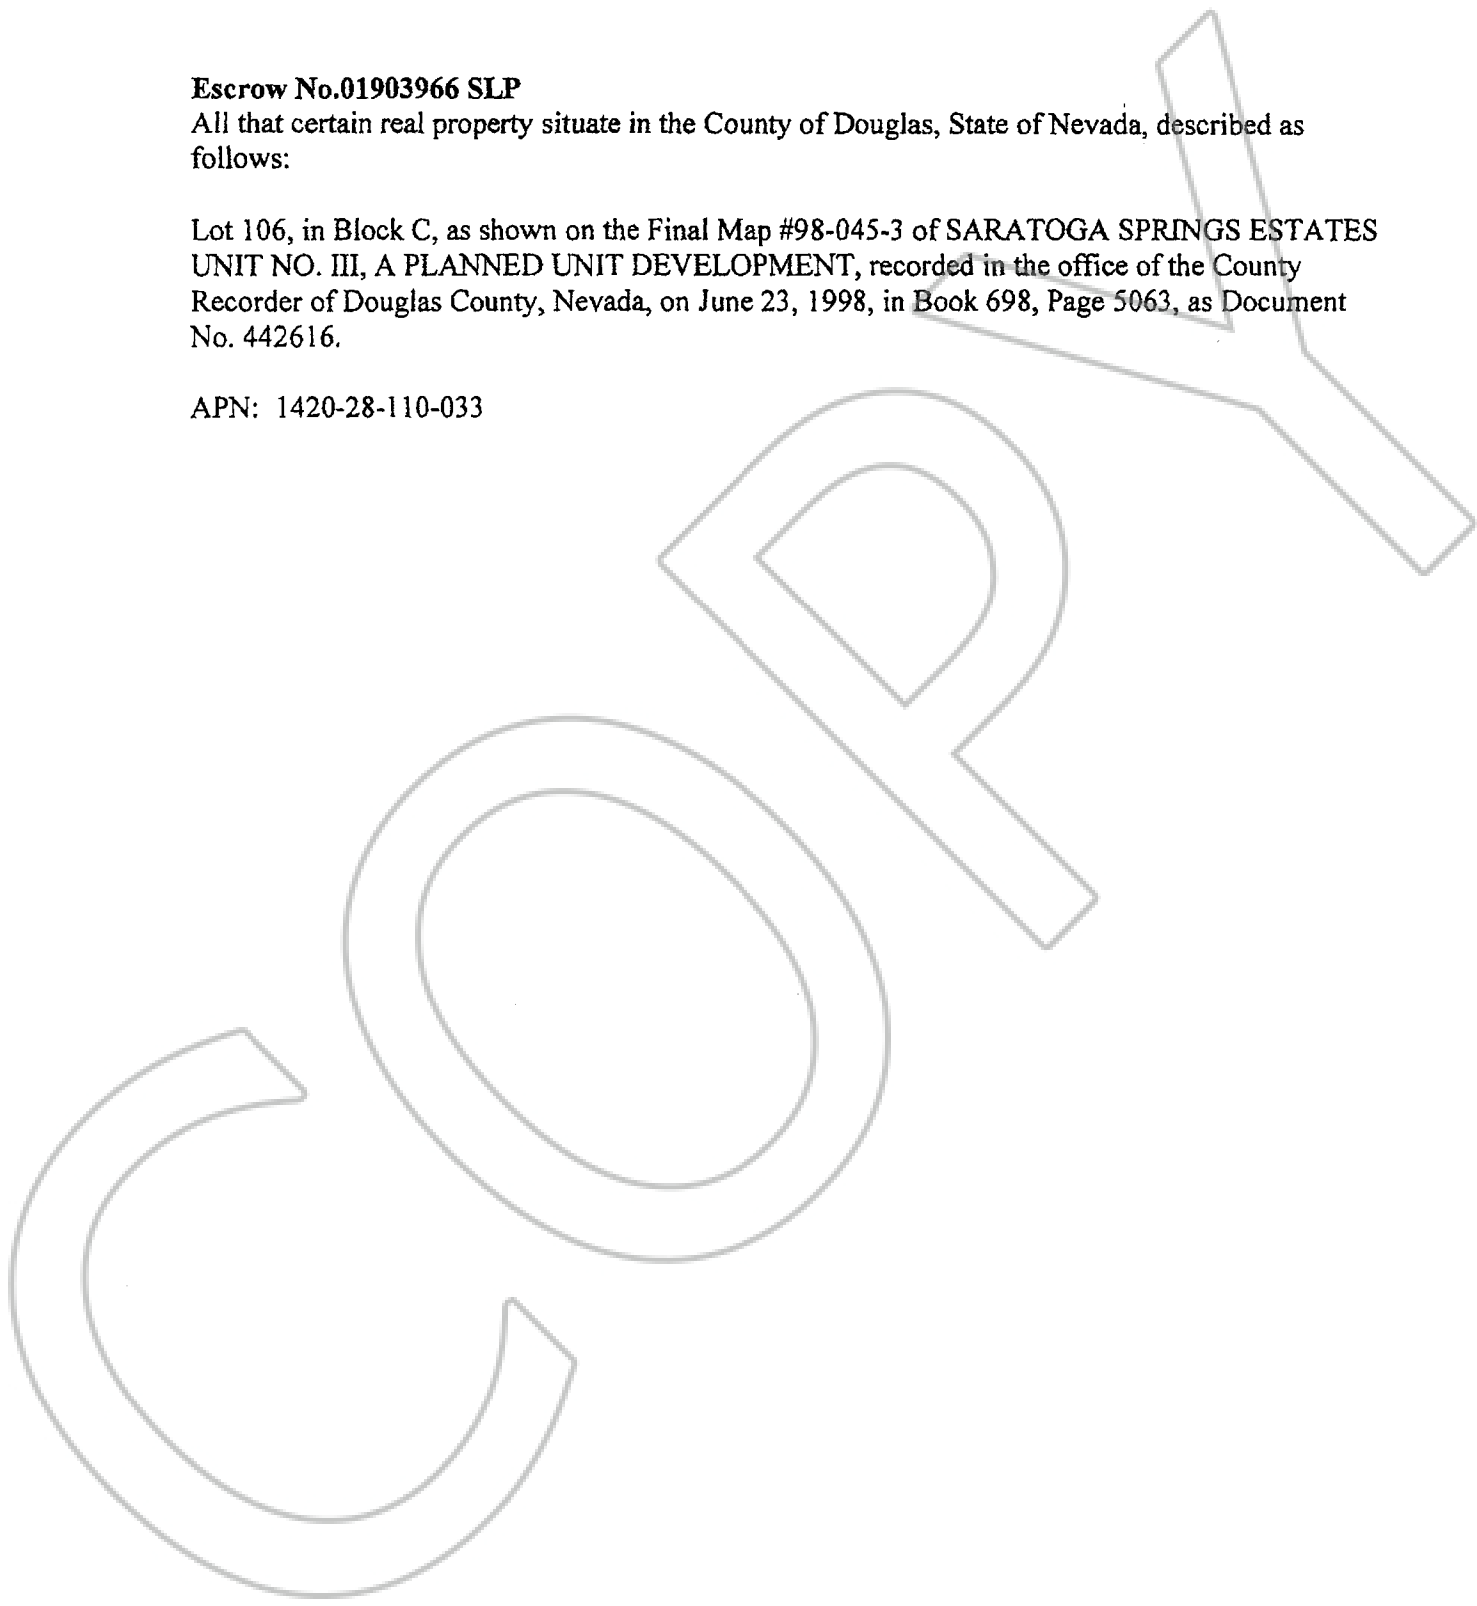 Escrow No.01903966 SLP
All that certain real property situate in the County of Douglas, State of Nevada, described as
follows:
Lot 106, in Block C, as shown on the Final Map #98-045-3 of SARATOGA SPRINGS ESTATES
UNIT NO. III, A PLANNED UNIT DEVELOPMENT, recorded in the office of the County
Recorder of Douglas County, Nevada, on June 23, 1998, in Book 698, Page 5063, as Document
No. 442616.
APN: 1420-28-110-033
COPY